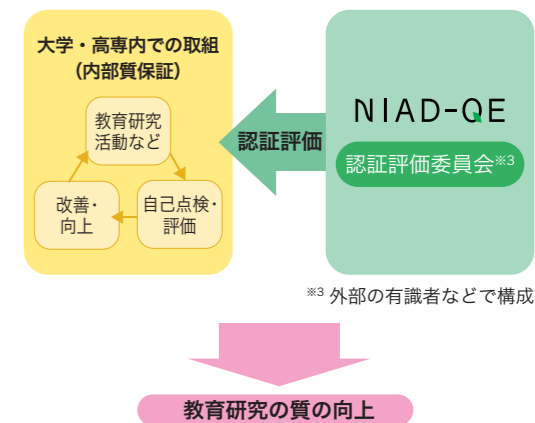 大学・高専内での取組
（内部質保証）
教育研究
活動など
改善・
向上
自己点検・
評価
認証評価
NIAD-QE
認証評価委員会※3
※3 外部の有識者などで構成
教育研究の質の向上